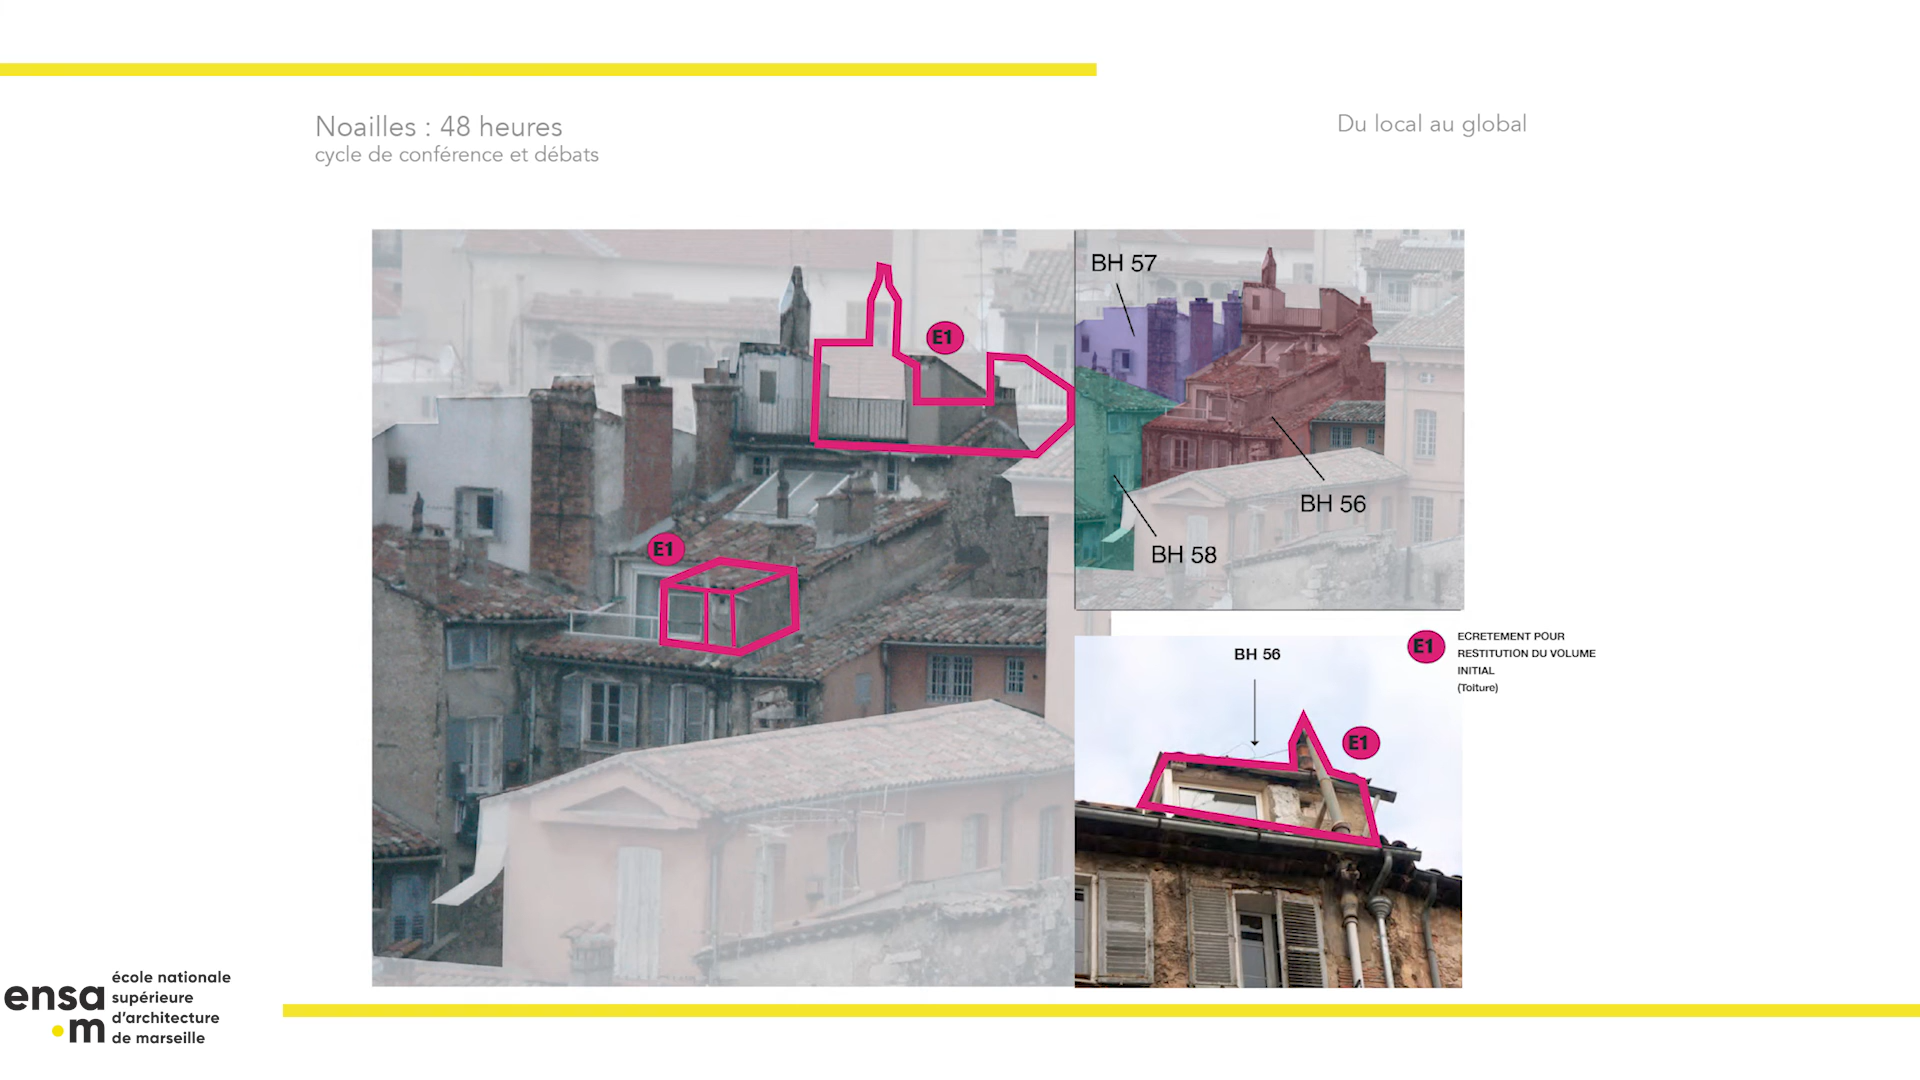 Noailles : 48 heures
cycle de conférence et débats
Du local au global
E1
E1
BH 57
BH 56
BH 58
BH 56
E1
E1
ECRETEMENT POUR
RESTITUTION DU VOLUME
INITIAL
(Toiture)
ensa
•m
école nationale
supérieure
d'architecture
de marseille